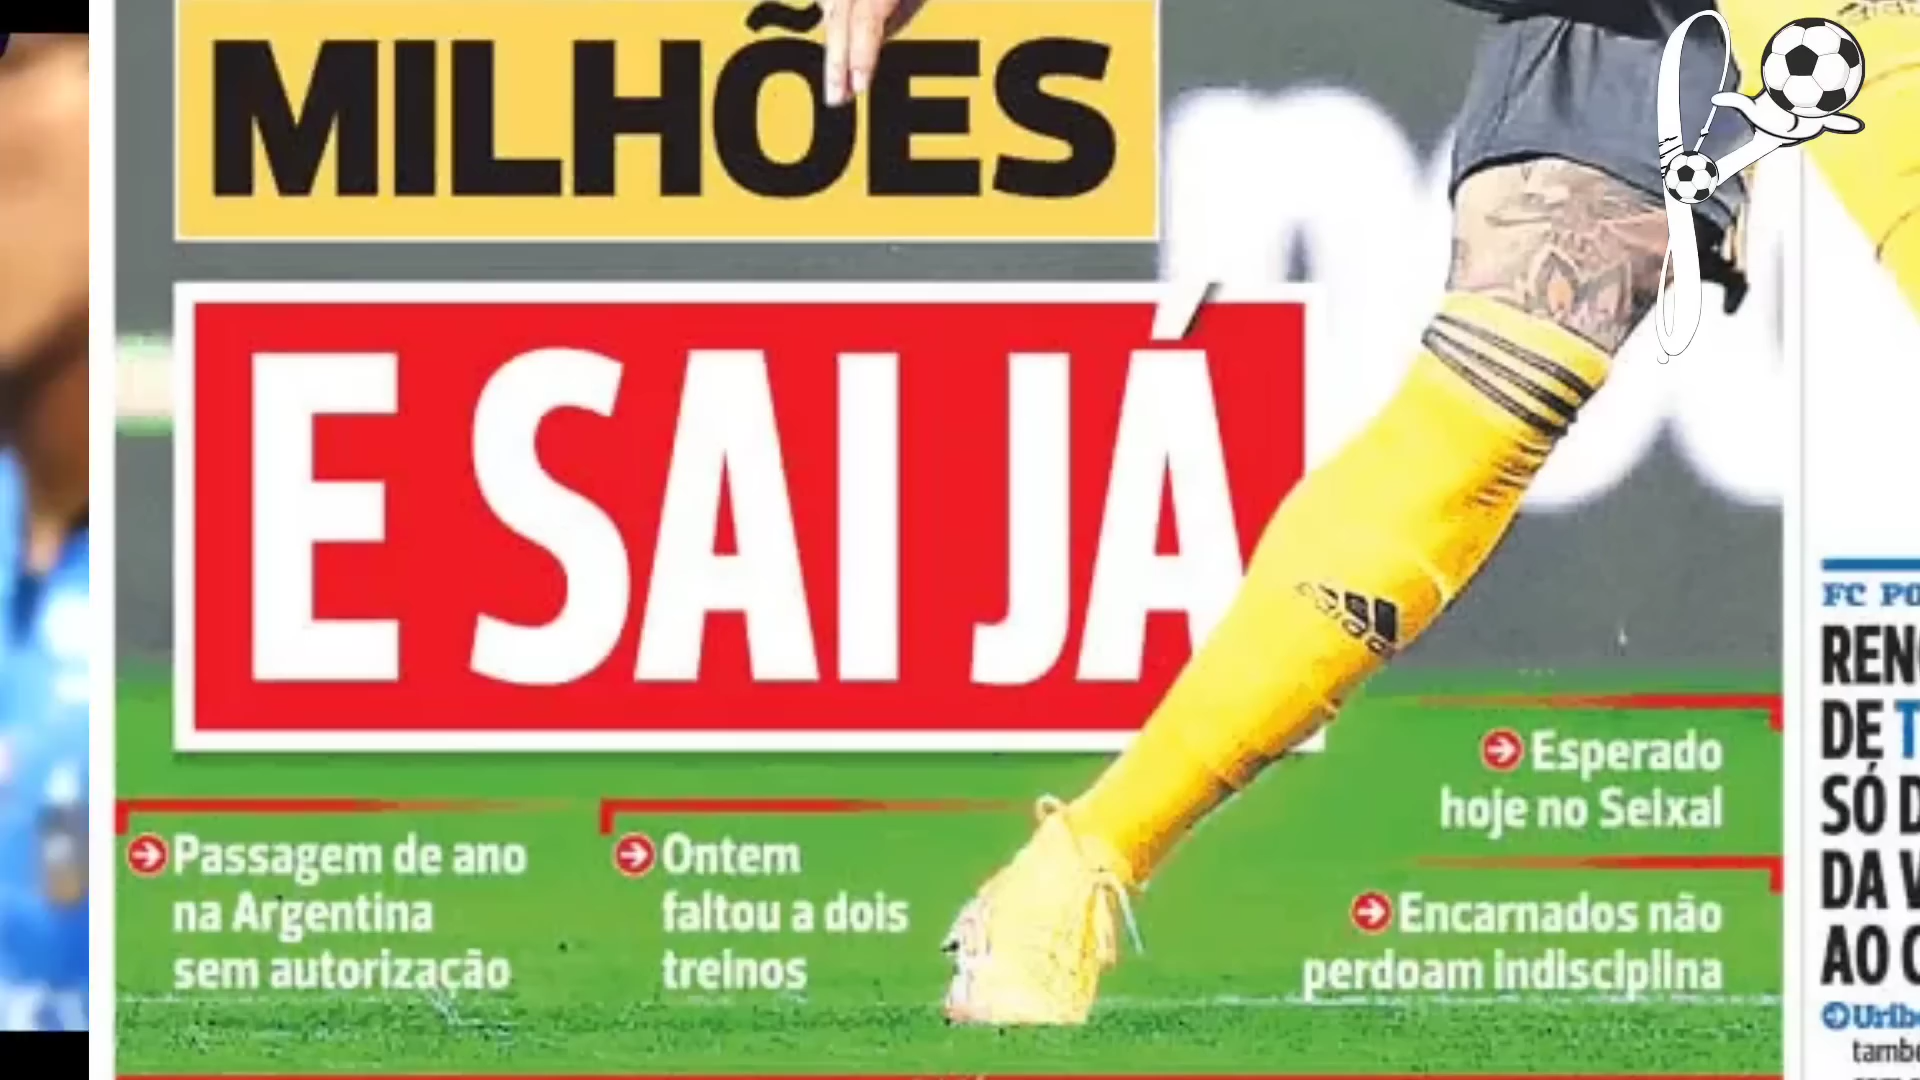 MILHÕES
E SAI JÁ
Passagem de ano
na Argentina
sem autorização
Ontem
faltou a dois
treinos
Esperado
hoje no Seixal
Encarnados não
perdoam indisciplina
FC
DE
SÓ
DA
AO